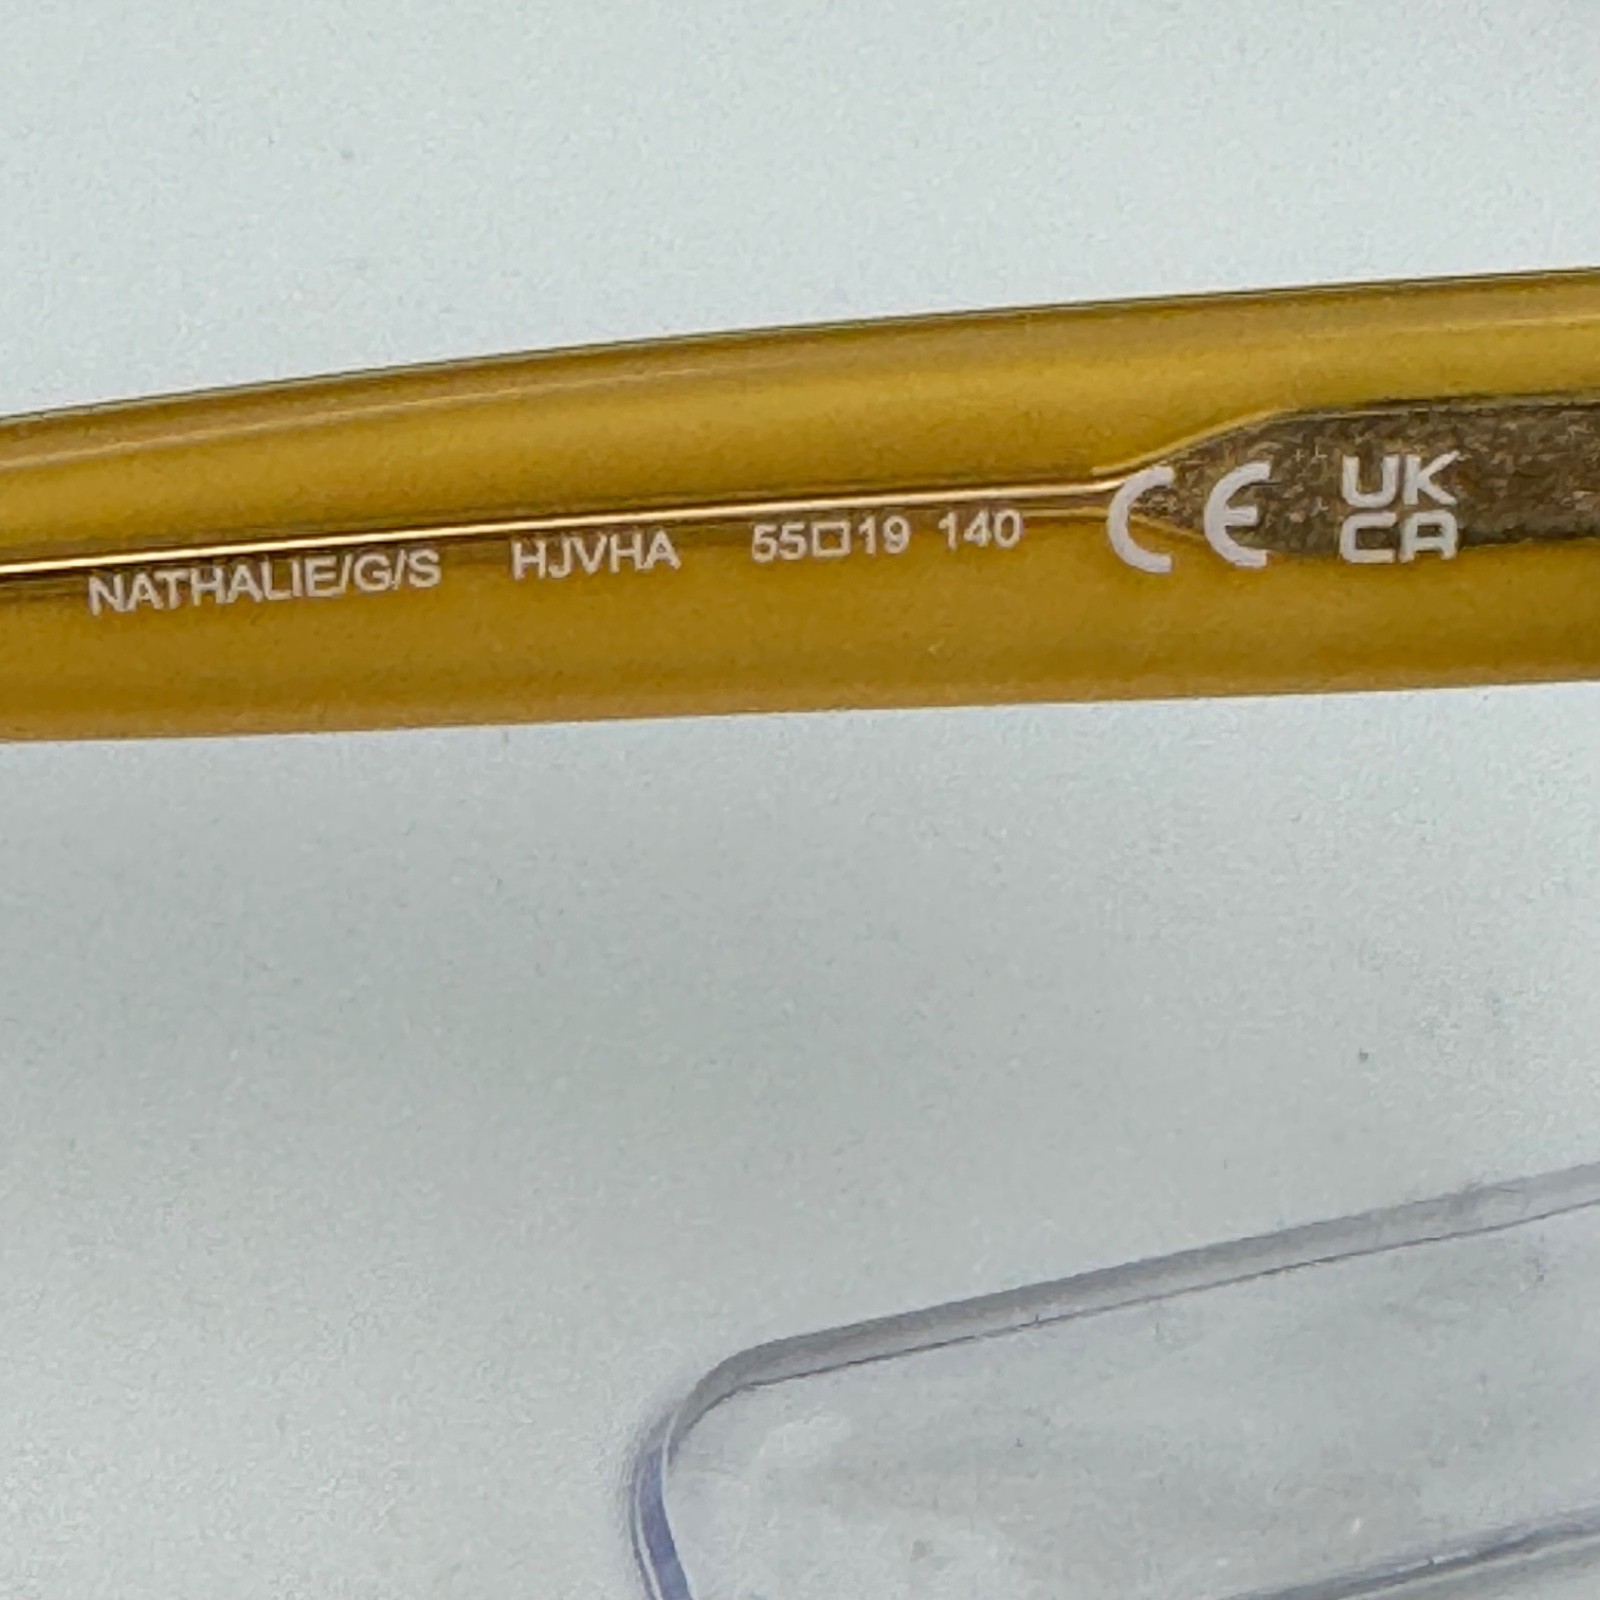 NATHALIE/G/S HJVHA 55□19 140 CE UK
CA